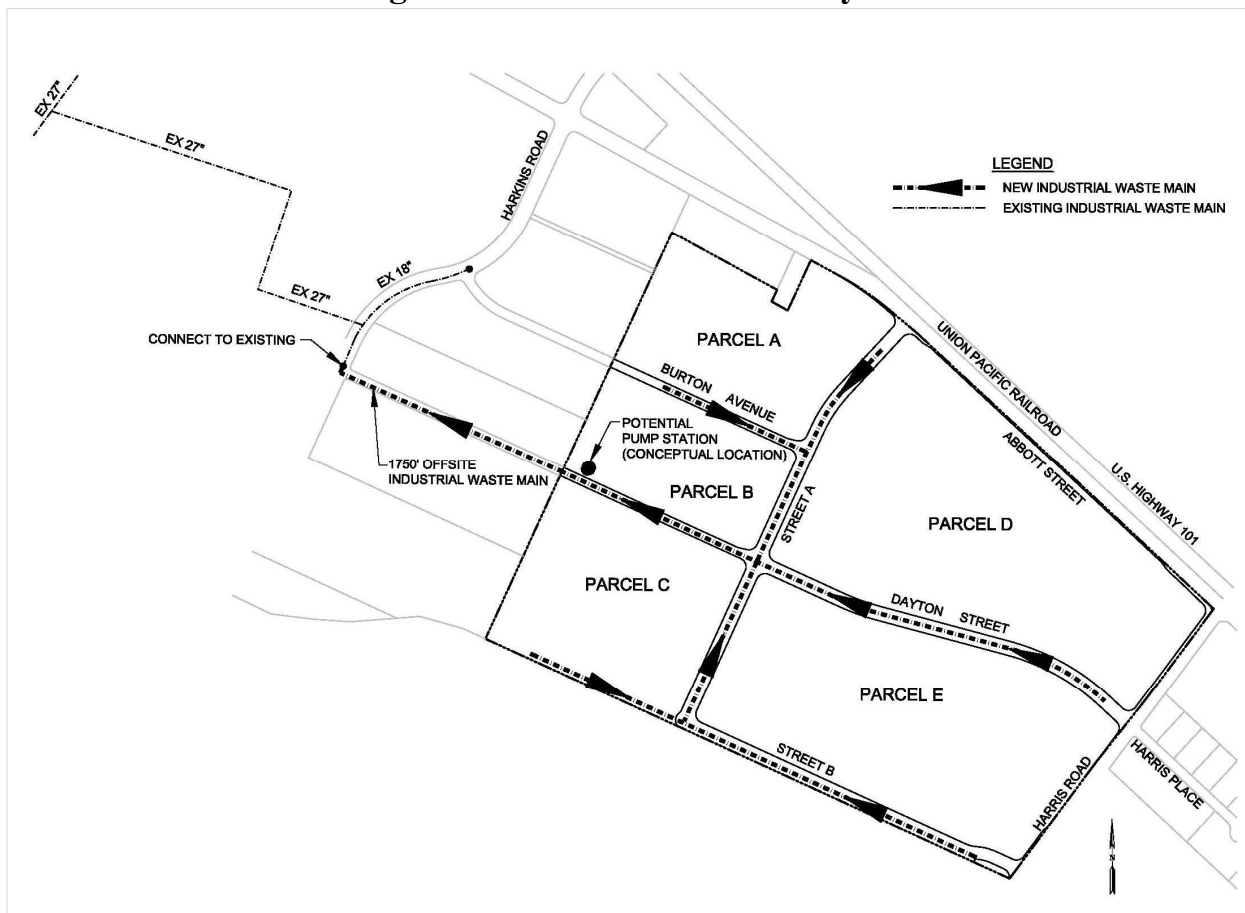 EX 27"
EX 27"
EX 27"
EX 18"
HARKINS ROAD
LEGEND
NEW INDUSTRIAL WASTE MAIN
EXISTING INDUSTRIAL WASTE MAIN
CONNECT TO EXISTING
PARCEL A
UNION PACIFIC RAILROAD
BURTON AVENUE
ABBOTT STREET
U.S. HIGHWAY 101
POTENTIAL
PUMP STATION
(CONCEPTUAL LOCATION)
1750' OFFSITE
INDUSTRIAL WASTE MAIN
PARCEL B
STREET A
PARCEL D
PARCEL C
DAYTON STREET
PARCEL E
STREET B
HARRIS ROAD
HARRIS PLACE
N